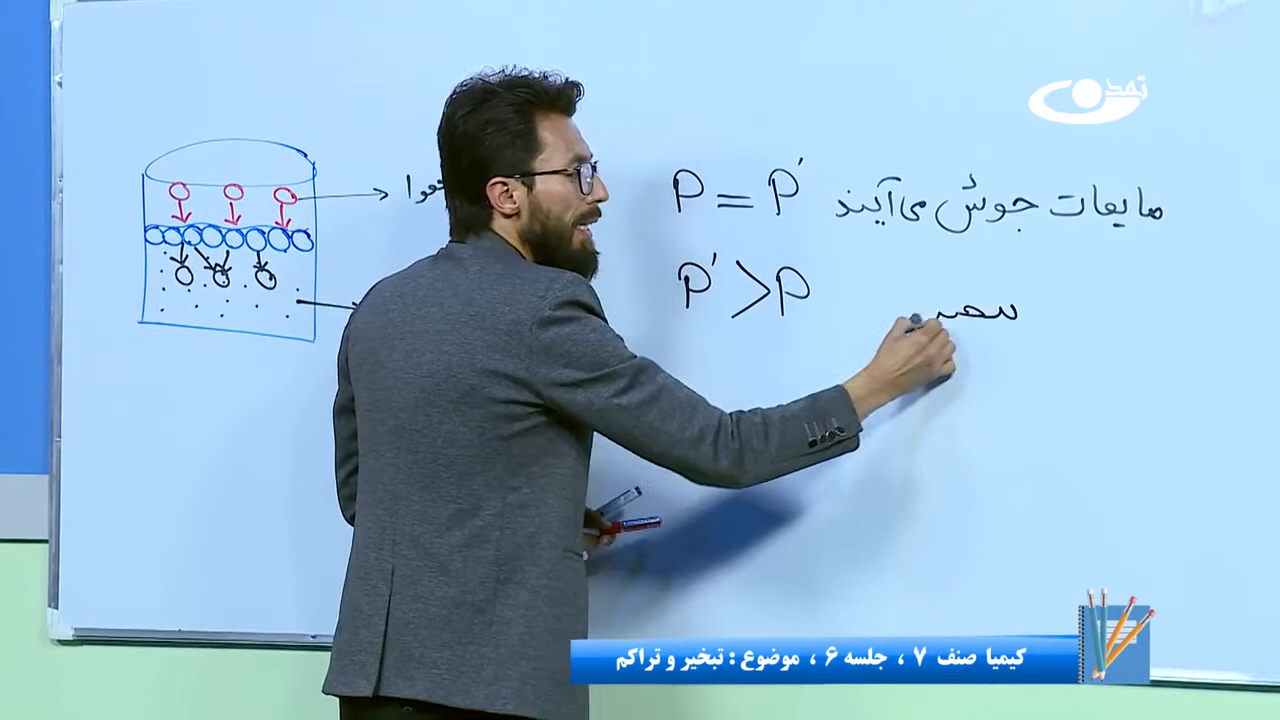 تمدن
هوا
P = P′ مایعات جوش می‌آیند
P′ > P
کیمیا صنف ۷ ، جلسه ۶ ، موضوع : تبخیر و تراکم